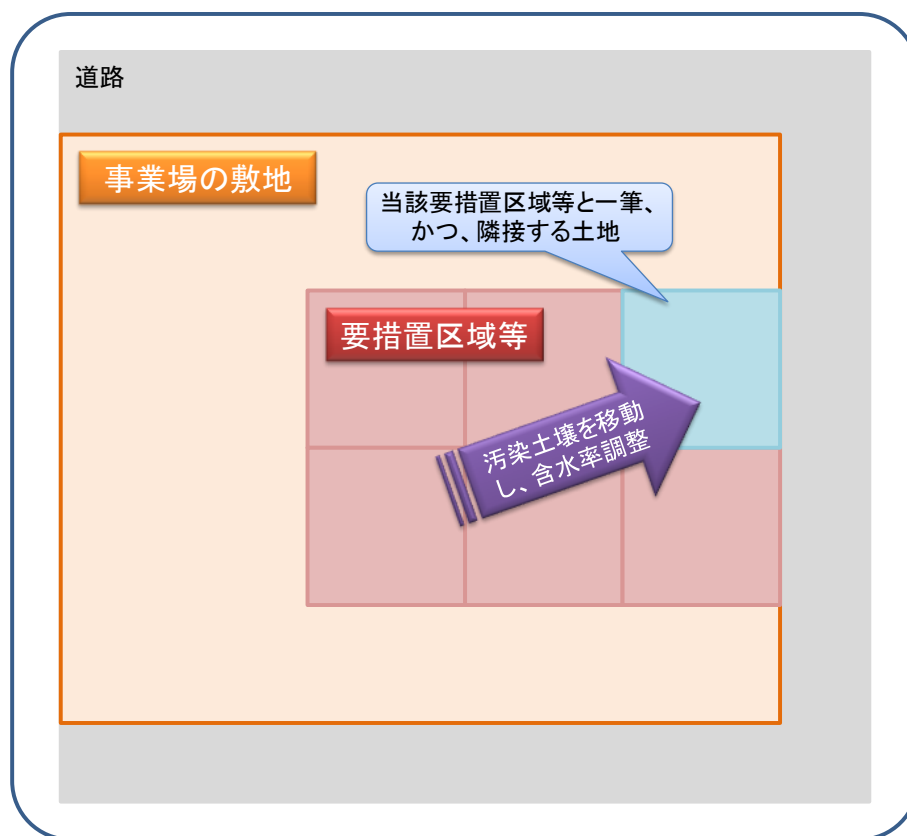 道路
事業場の敷地
当該要措置区域等と一筆、
かつ、隣接する土地
要措置区域等
汚染土壌を移動
し、含水率調整